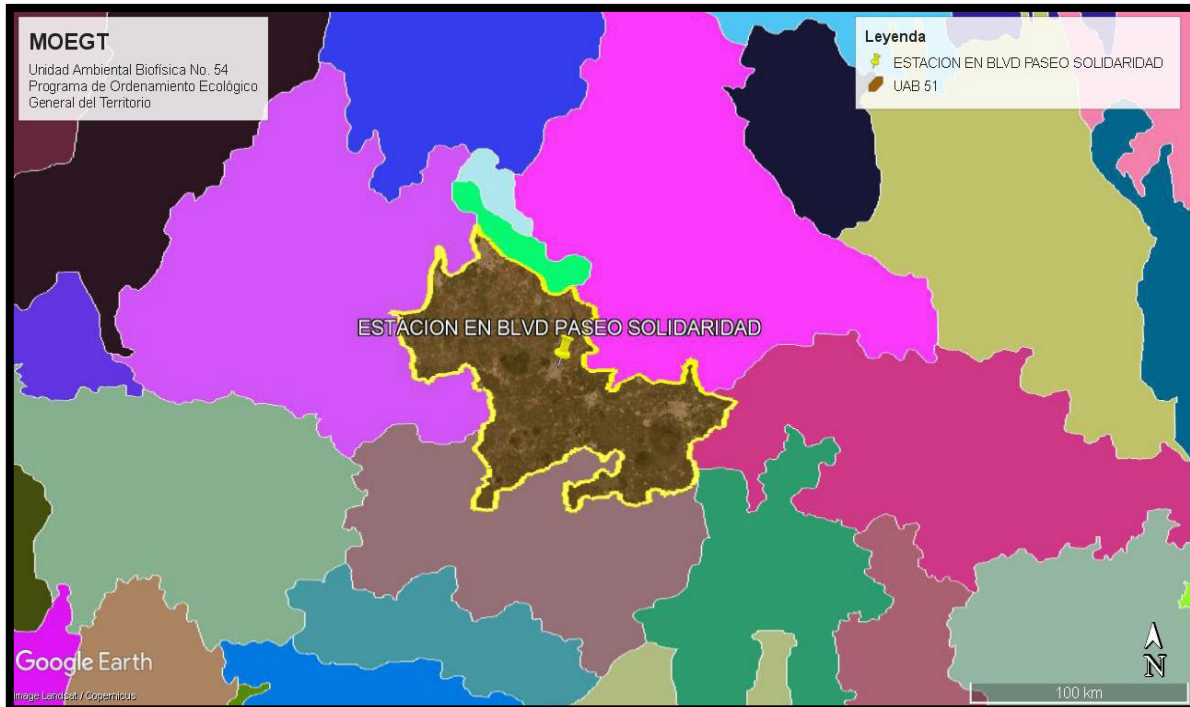 MOEGT
Unidad Ambiental Biofísica No. 54
Programa de Ordenamiento Ecológico
General del Territorio
Leyenda
ESTACION EN BLVD PASEO SOLIDARIDAD
UAB 51
ESTACION EN BLVD PASEO SOLIDARIDAD
Google Earth
Image Landsat / Copernicus
N
100 km